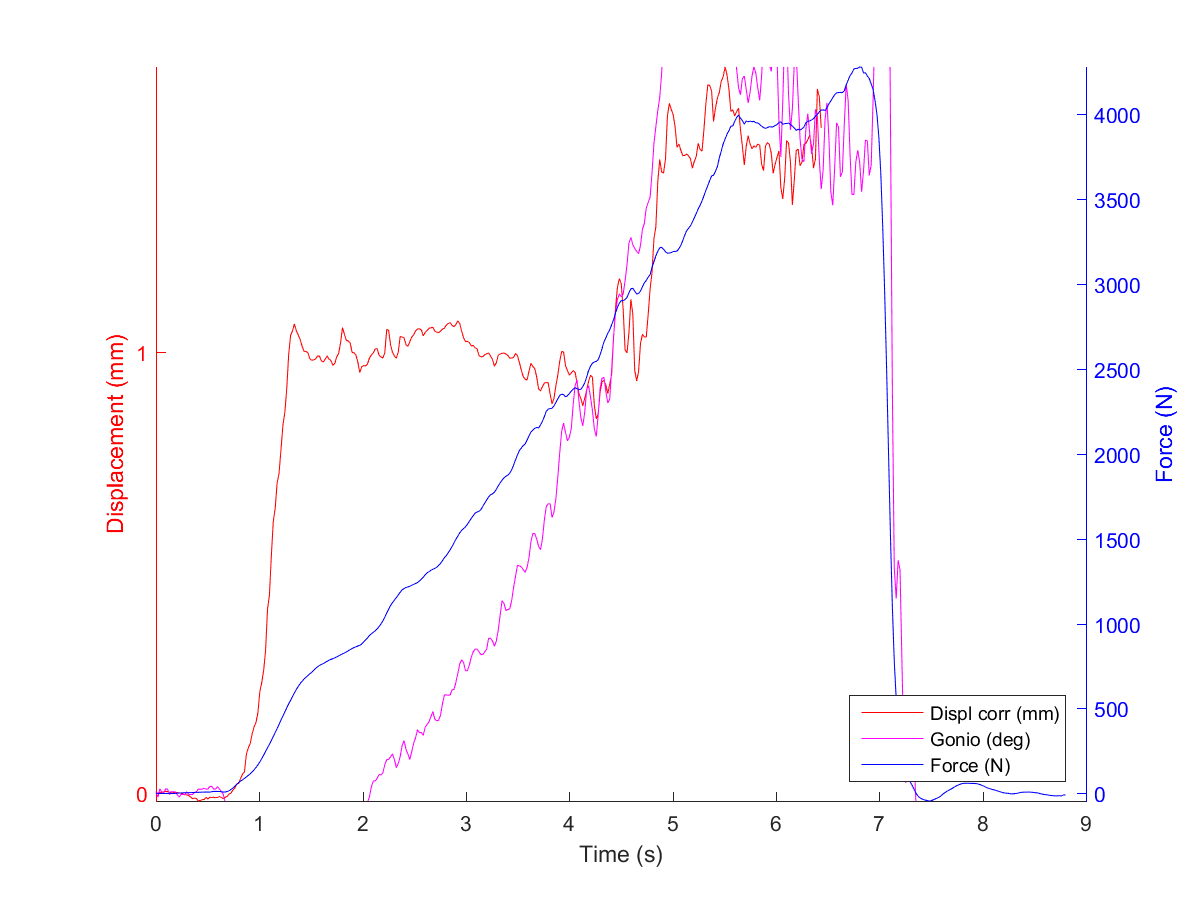 Displacement (mm)
1
0
Force (N)
4000
3500
3000
2500
2000
1500
1000
500
0
Displ corr (mm)
Gonio (deg)
Force (N)
0 1 2 3 4 5 6 7 8 9
Time (s)